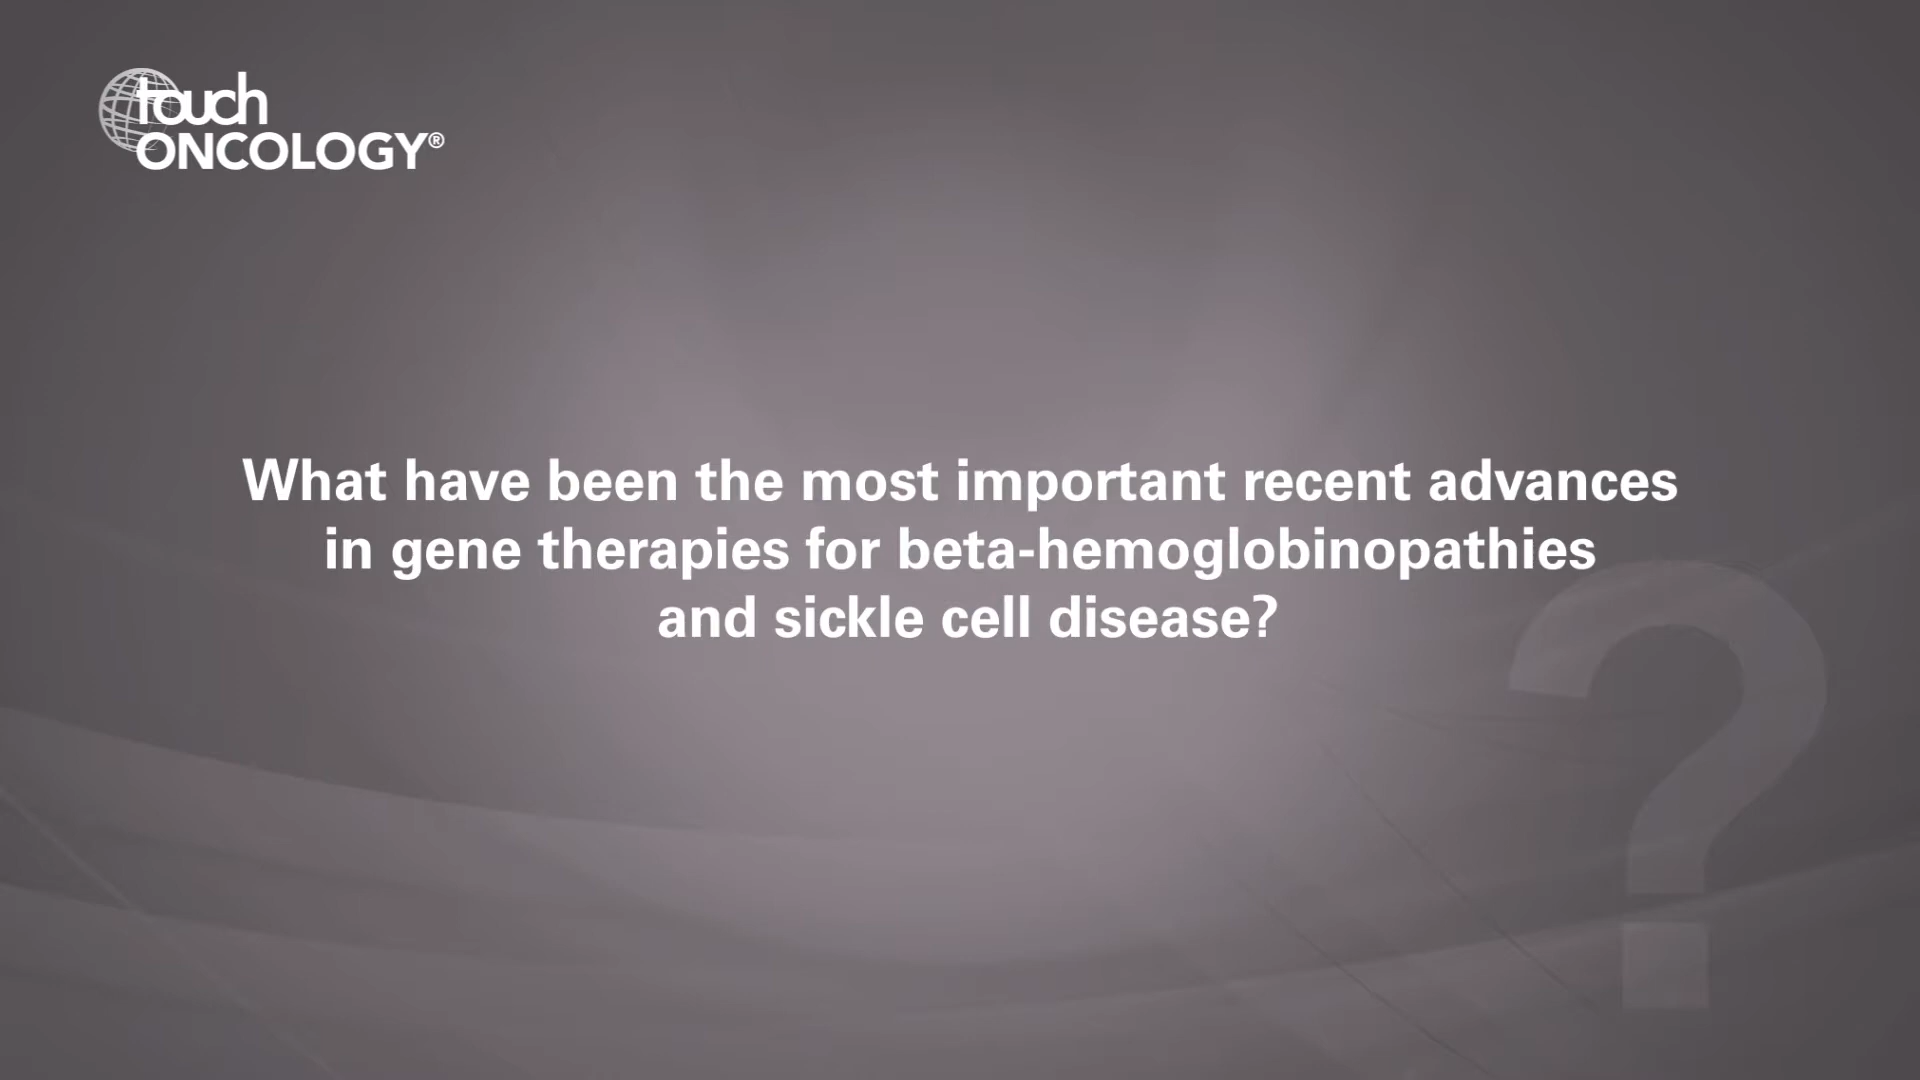 touch
ONCOLOGY®
What have been the most important recent advances
in gene therapies for beta-hemoglobinopathies
and sickle cell disease?
?